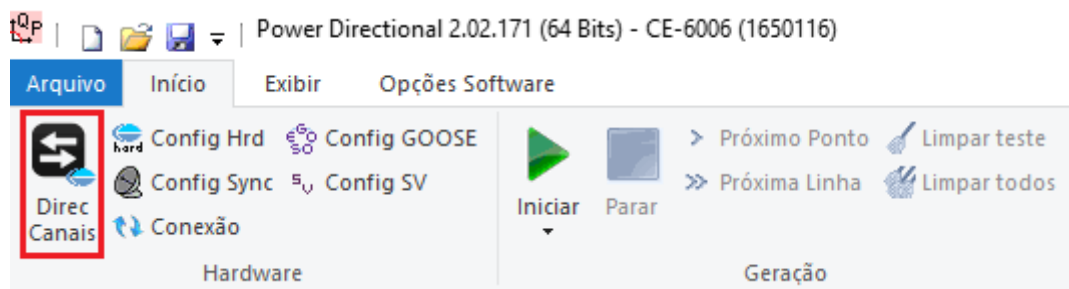 Power Directional 2.02.171 (64 Bits) - CE-6006 (1650116)
Arquivo Início Exibir Opções Software
Config Hrd Config GOOSE Próximo Ponto Limpar teste
Config Sync Config SV Próxima Linha Limpar todos
Direc Canais Conexão Iniciar Parar
Hardware Geração